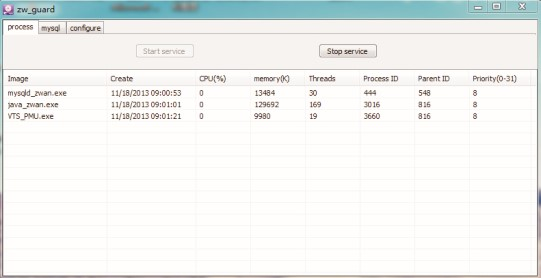 zw_guard
process mysql configure
Start service Stop service
Image Create CPU(%) memory(K) Threads Process ID Parent ID Priority(0-31)
mysqld_zwan.exe 11/18/2013 09:00:53 0 13484 30 444 548 8
java_zwan.exe 11/18/2013 09:01:01 0 129692 169 3016 816 8
VTS_PMU.exe 11/18/2013 09:01:21 0 9980 19 3660 816 8